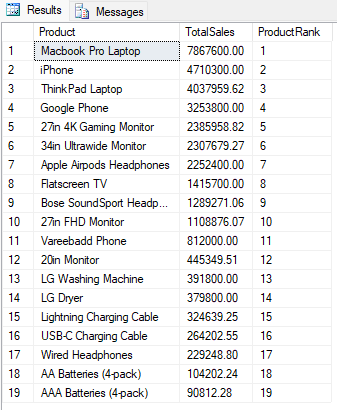 Results Messages
Product TotalSales ProductRank
1 Macbook Pro Laptop 7867600.00 1
2 iPhone 4710300.00 2
3 ThinkPad Laptop 4037959.62 3
4 Google Phone 3253800.00 4
5 27in 4K Gaming Monitor 2385958.82 5
6 34in Ultrawide Monitor 2307679.27 6
7 Apple Airpods Headphones 2252400.00 7
8 Flatscreen TV 1415700.00 8
9 Bose SoundSport Headp... 1289271.06 9
10 27in FHD Monitor 1108876.07 10
11 Vareebadd Phone 812000.00 11
12 20in Monitor 445349.51 12
13 LG Washing Machine 391800.00 13
14 LG Dryer 379800.00 14
15 Lightning Charging Cable 324639.25 15
16 USB-C Charging Cable 264202.55 16
17 Wired Headphones 229248.80 17
18 AA Batteries (4-pack) 104202.24 18
19 AAA Batteries (4-pack) 90812.28 19